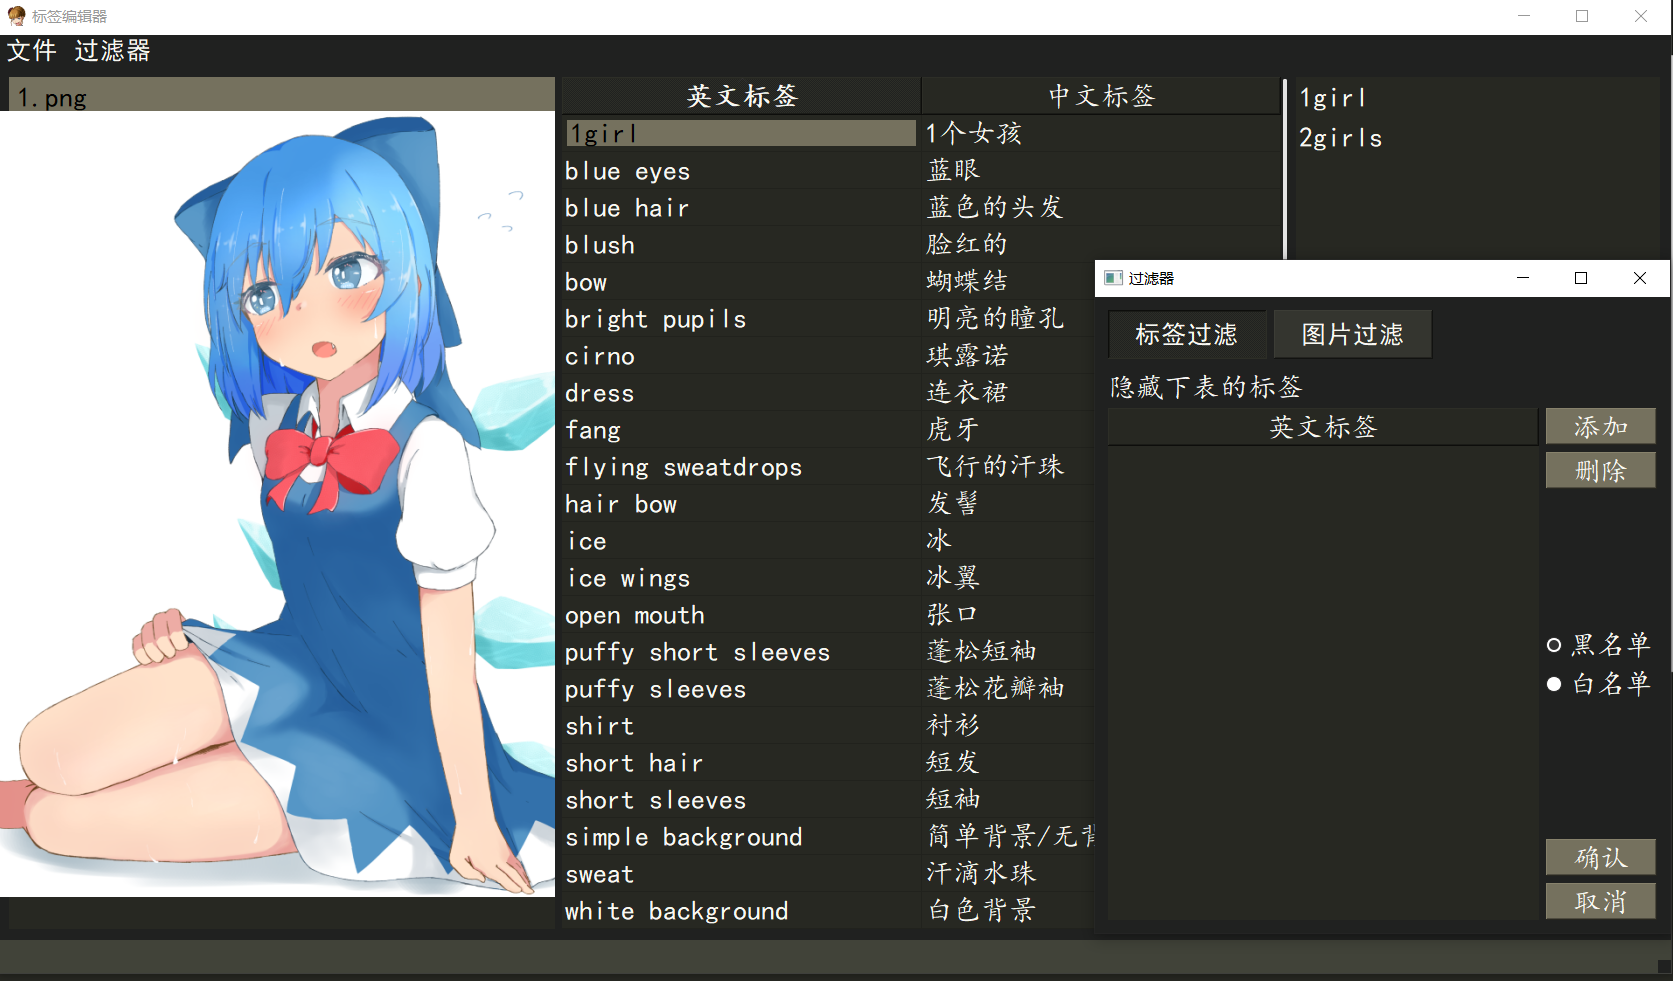 标签编辑器
文件 过滤器
1.png
英文标签 中文标签
1girl 1个女孩
blue eyes 蓝眼
blue hair 蓝色的头发
blush 脸红的
bow 蝴蝶结
bright pupils 明亮的瞳孔
cirno 琪露诺
dress 连衣裙
fang 虎牙
flying sweatdrops 飞行的汗珠
hair bow 发髻
ice 冰
ice wings 冰翼
open mouth 张口
puffy short sleeves 蓬松短袖
puffy sleeves 蓬松花瓣袖
shirt 衬衫
short hair 短发
short sleeves 短袖
simple background 简单背景/无背
sweat 汗滴水珠
white background 白色背景
1girl
2girls
过滤器
标签过滤 图片过滤
隐藏下表的标签
英文标签
添加
删除
黑名单
白名单
确认
取消